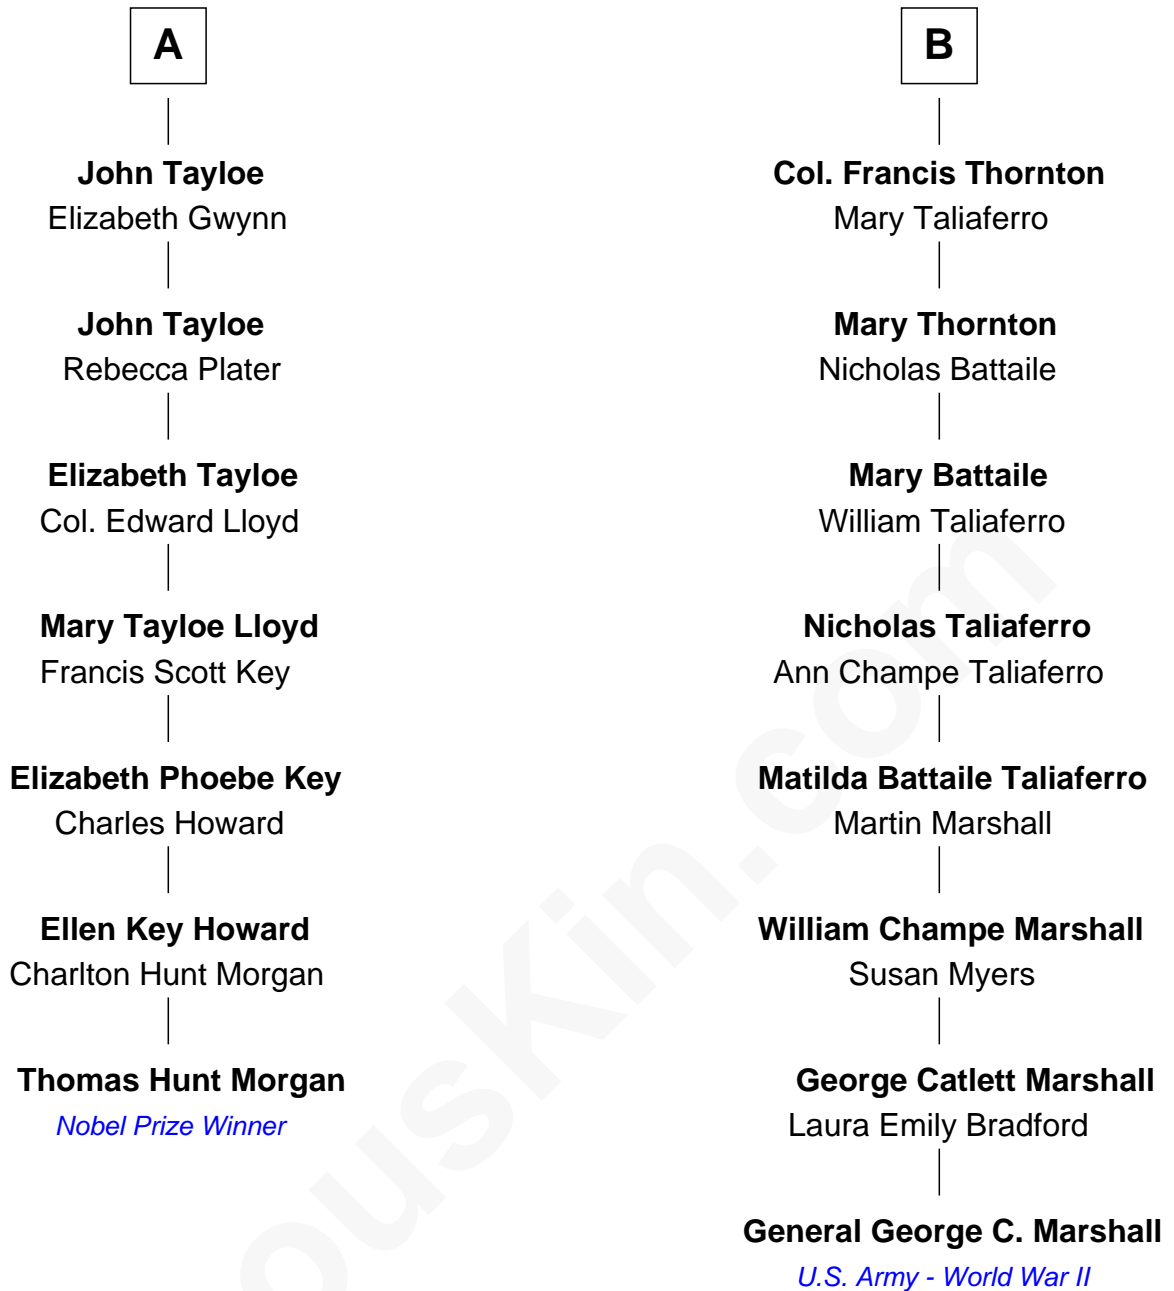 A
John Tayloe
Elizabeth Gwynn
John Tayloe
Rebecca Plater
Elizabeth Tayloe
Col. Edward Lloyd
Mary Tayloe Lloyd
Francis Scott Key
Elizabeth Phoebe Key
Charles Howard
Ellen Key Howard
Charlton Hunt Morgan
Thomas Hunt Morgan
Nobel Prize Winner
B
Col. Francis Thornton
Mary Taliaferro
Mary Thornton
Nicholas Battaile
Mary Battaile
William Taliaferro
Nicholas Taliaferro
Ann Champe Taliaferro
Matilda Battaile Taliaferro
Martin Marshall
William Champe Marshall
Susan Myers
George Catlett Marshall
Laura Emily Bradford
General George C. Marshall
U.S. Army - World War II
ousKin.com